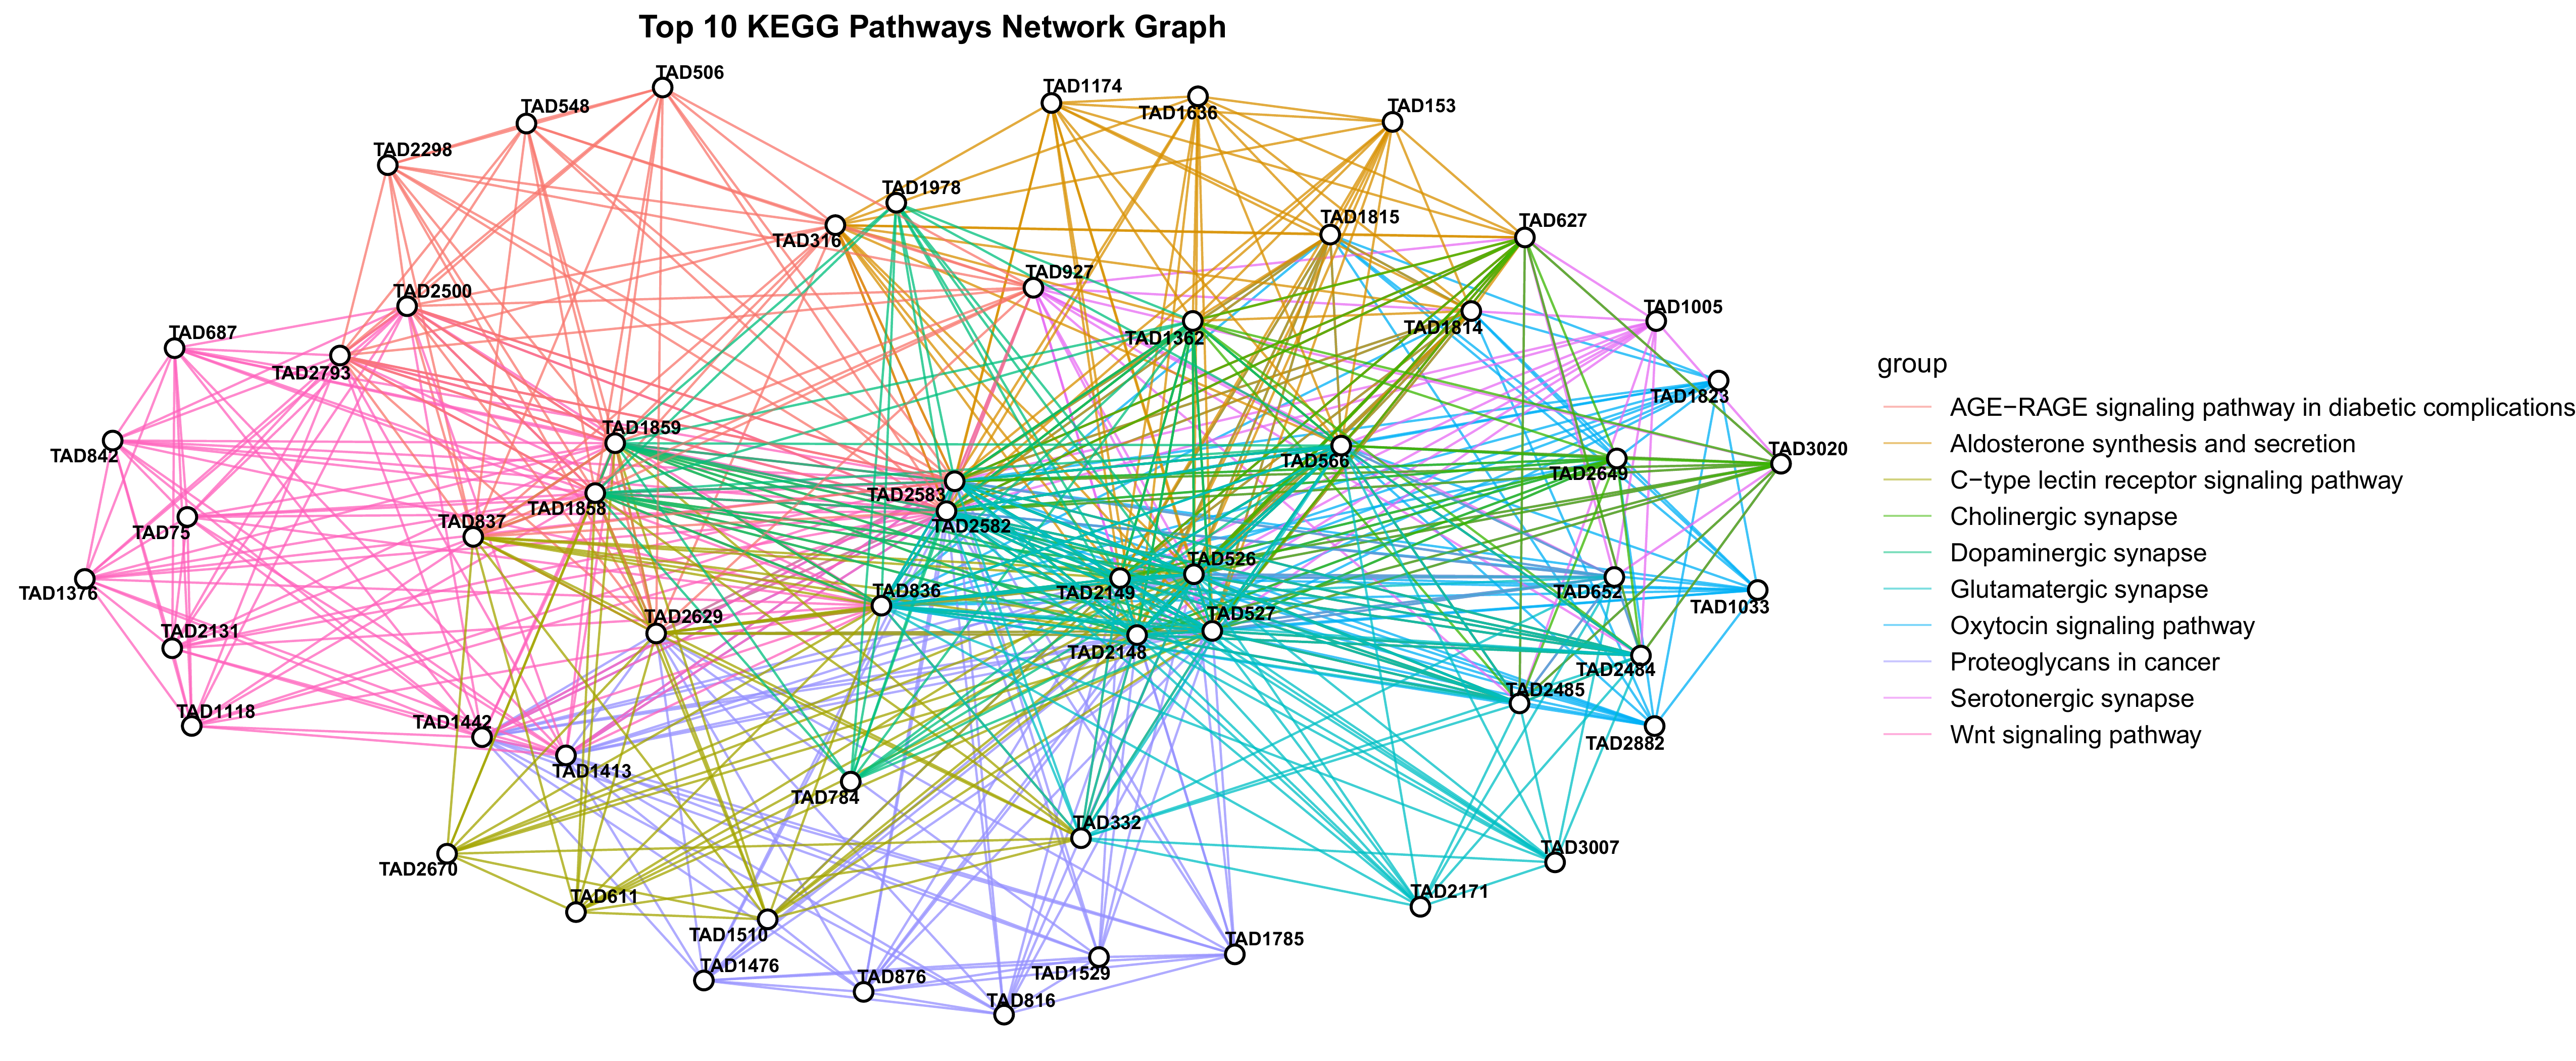 Top 10 KEGG Pathways Network Graph
TAD506
TAD1174
TAD548
TAD1636
TAD153
TAD2298
TAD1978
TAD1815
TAD627
TAD316
TAD927
TAD2500
TAD1005
TAD687
TAD1362
TAD1814
TAD2793
TAD1823
TAD1859
TAD842
TAD566
TAD3020
TAD2649
TAD2583
TAD1858
TAD837
TAD2582
TAD75
TAD526
TAD1376
TAD836
TAD2149
TAD652
TAD1033
TAD2629
TAD527
TAD2131
TAD2148
TAD2484
TAD2485
TAD1118
TAD1442
TAD2882
TAD1413
TAD784
TAD332
TAD3007
TAD2670
TAD611
TAD2171
TAD1510
TAD1785
TAD1476
TAD876
TAD1529
TAD816
group
AGE−RAGE signaling pathway in diabetic complications
Aldosterone synthesis and secretion
C−type lectin receptor signaling pathway
Cholinergic synapse
Dopaminergic synapse
Glutamatergic synapse
Oxytocin signaling pathway
Proteoglycans in cancer
Serotonergic synapse
Wnt signaling pathway